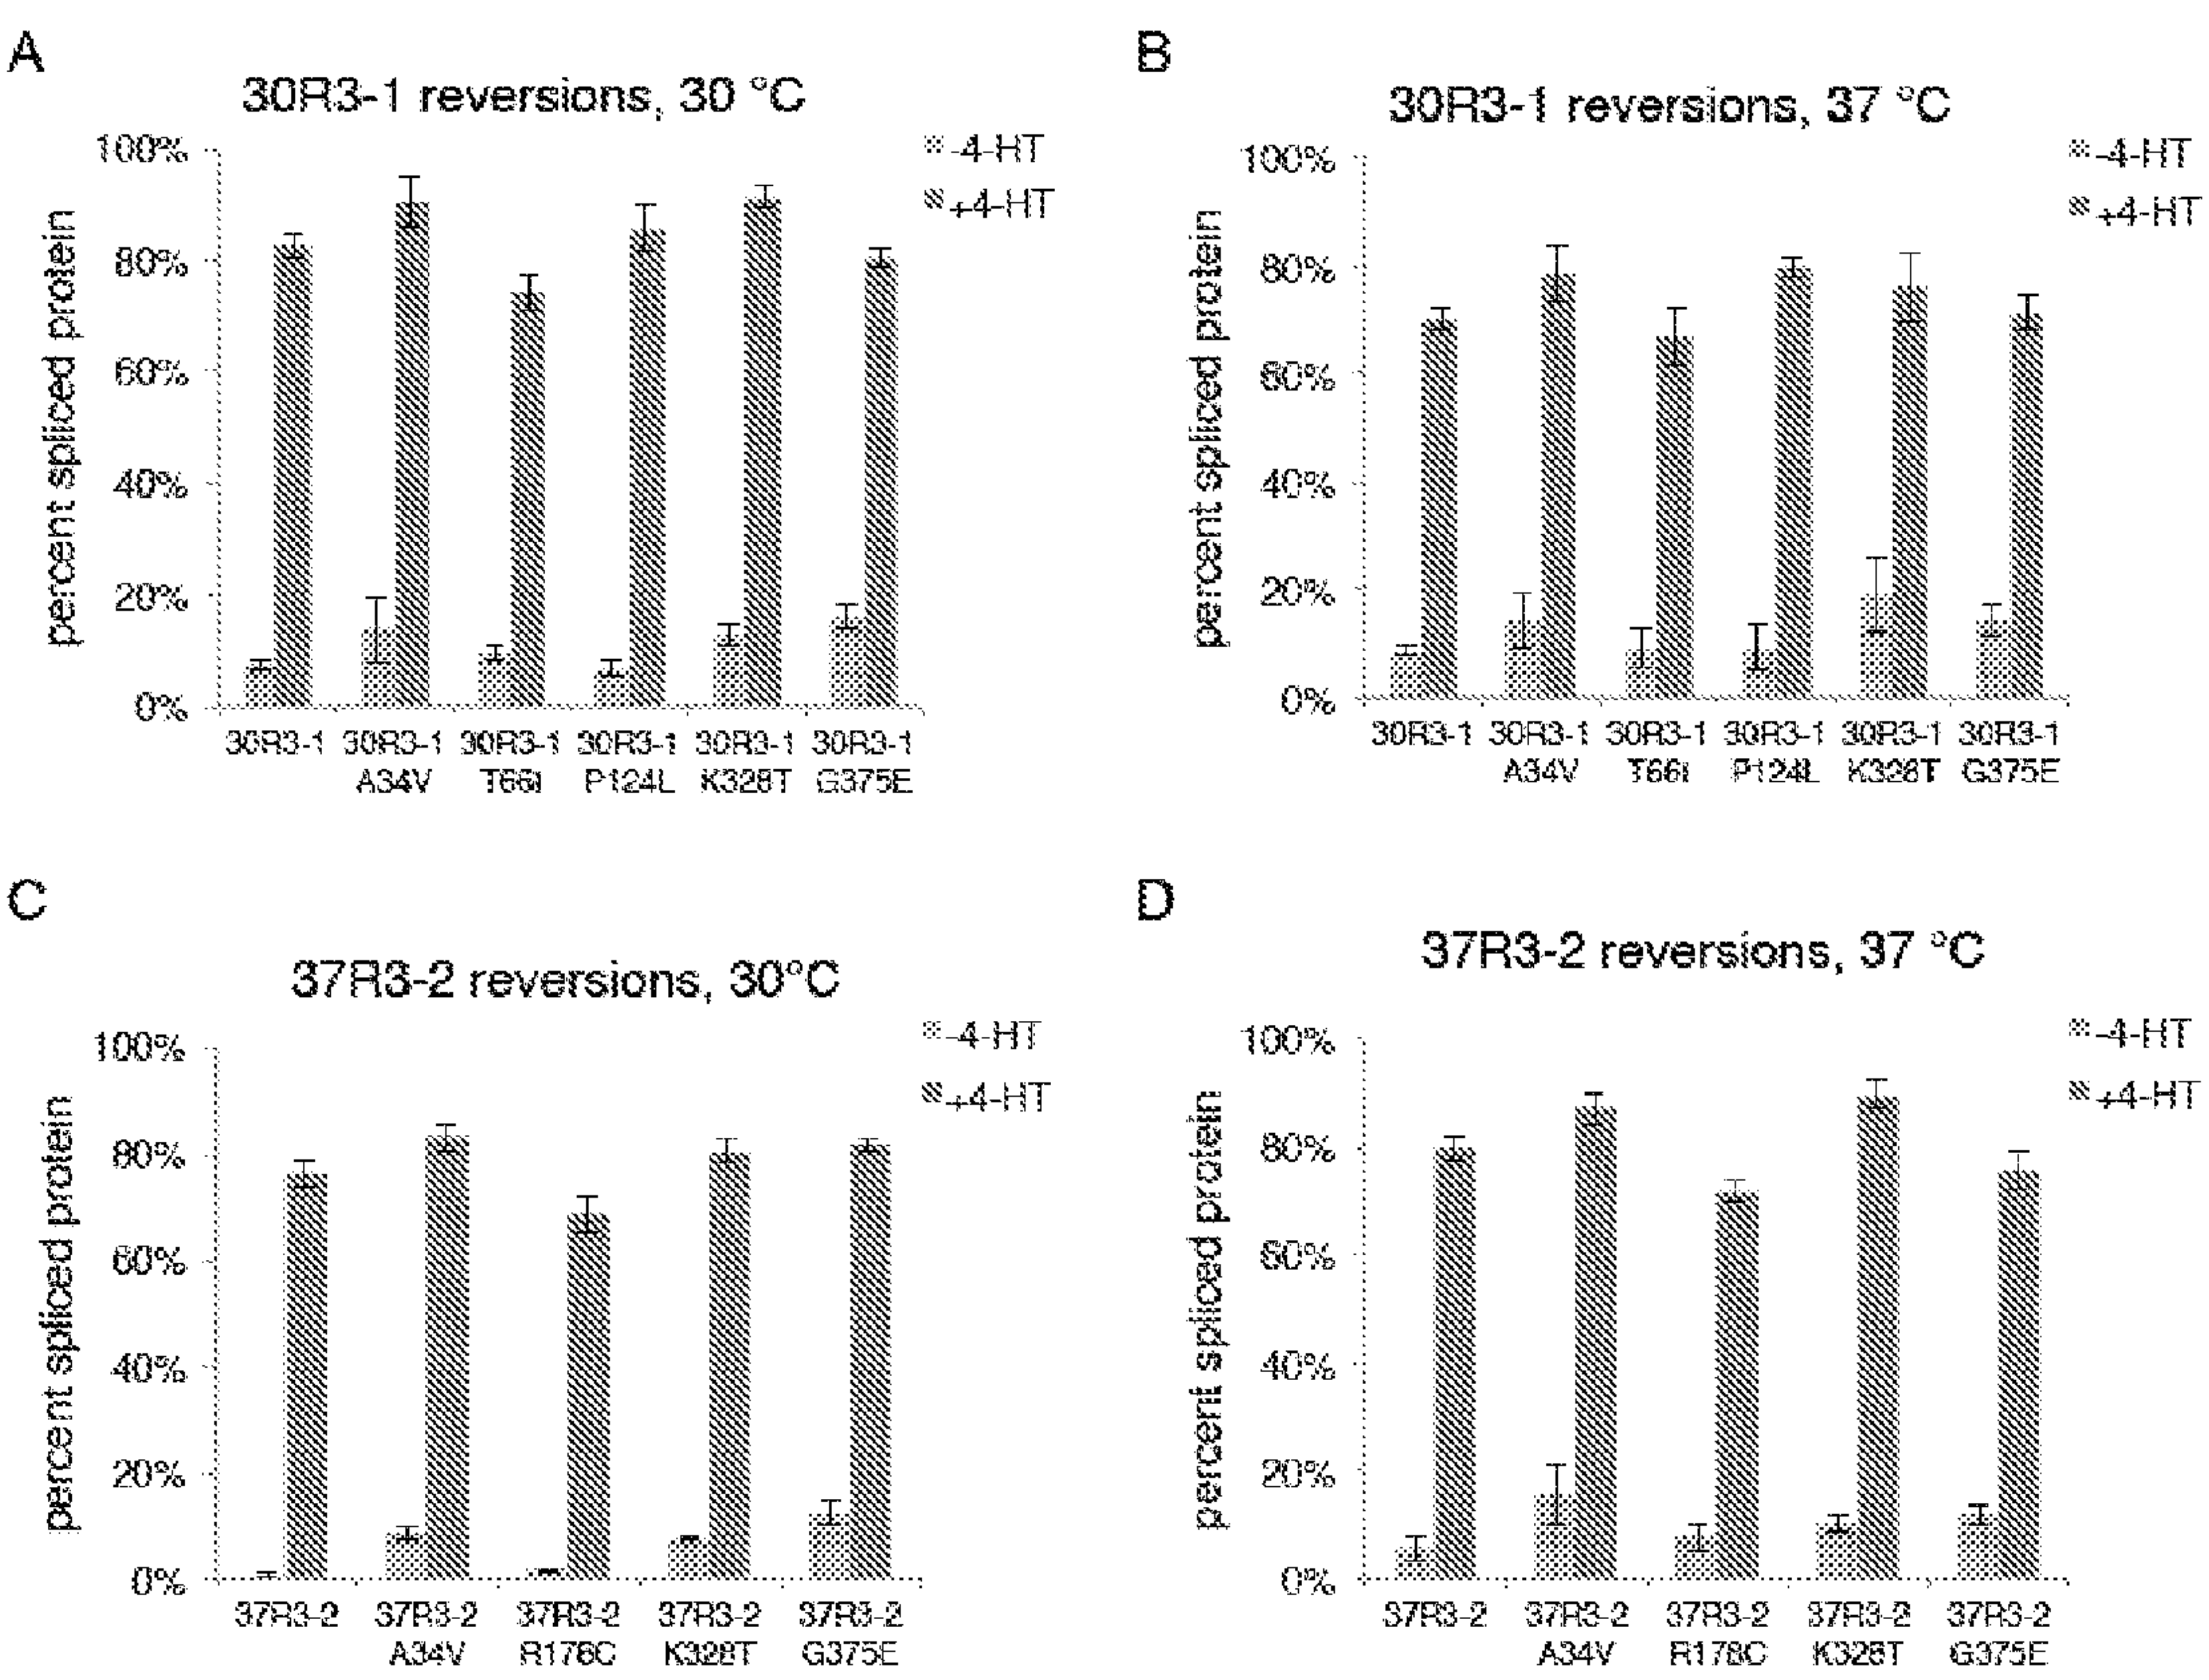 A
30R3-1 reversions, 30 °C
-4-HT
+4-HT
percent spliced protein
100%
80%
60%
40%
20%
0%
30R3-1 30R3-1 30R3-1 30R3-1 30R3-1 30R3-1
A34V T66I P124L K328T G375E
B
30R3-1 reversions, 37 °C
-4-HT
+4-HT
percent spliced protein
100%
80%
60%
40%
20%
0%
30R3-1 30R3-1 30R3-1 30R3-1 30R3-1 30R3-1
A34V T66I P124L K328T G375E
C
37R3-2 reversions, 30°C
-4-HT
+4-HT
percent spliced protein
100%
80%
60%
40%
20%
0%
37R3-2 37R3-2 37R3-2 37R3-2 37R3-2
A34V R178C K328T G375E
D
37R3-2 reversions, 37 °C
-4-HT
+4-HT
percent spliced protein
100%
80%
60%
40%
20%
0%
37R3-2 37R3-2 37R3-2 37R3-2 37R3-2
A34V R178C K328T G375E